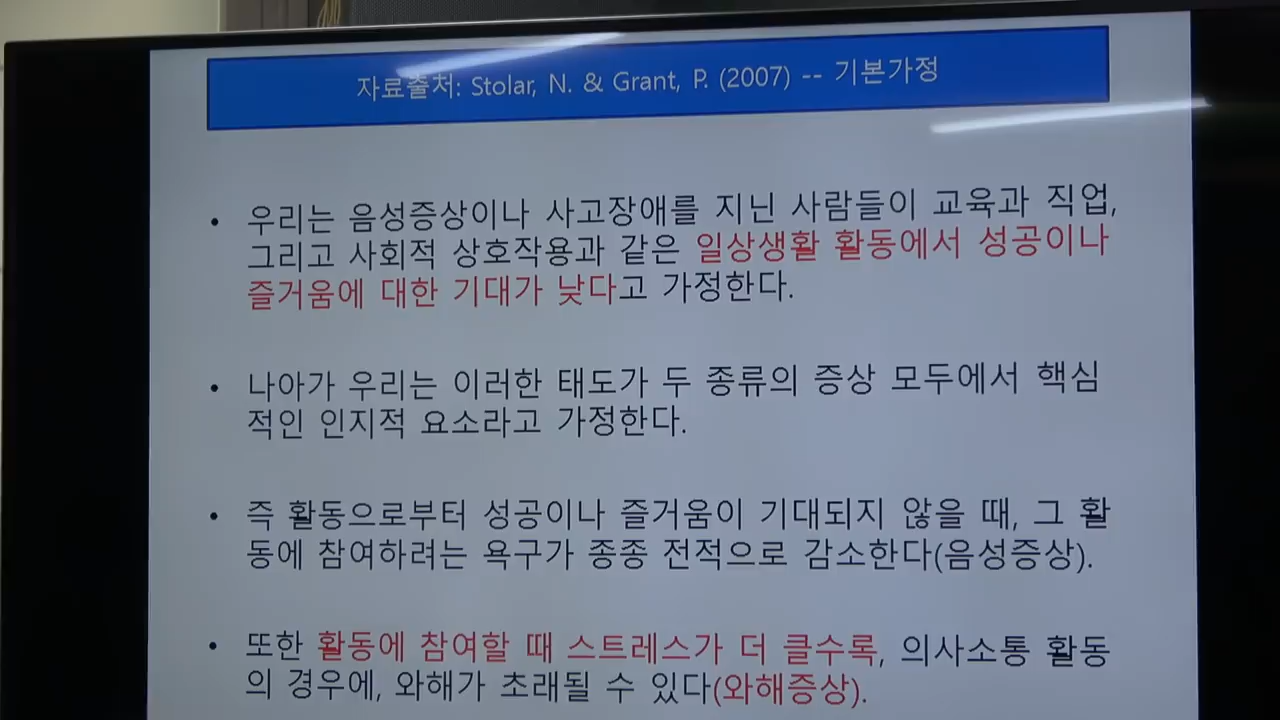 자료출처: Stolar, N. & Grant, P. (2007) -- 기본가정
• 우리는 음성증상이나 사고장애를 지닌 사람들이 교육과 직업,
그리고 사회적 상호작용과 같은 일상생활 활동에서 성공이나
즐거움에 대한 기대가 낮다고 가정한다.
• 나아가 우리는 이러한 태도가 두 종류의 증상 모두에서 핵심
적인 인지적 요소라고 가정한다.
• 즉 활동으로부터 성공이나 즐거움이 기대되지 않을 때, 그 활
동에 참여하려는 욕구가 종종 전적으로 감소한다(음성증상).
• 또한 활동에 참여할 때 스트레스가 더 클수록, 의사소통 활동
의 경우에, 와해가 초래될 수 있다(와해증상).